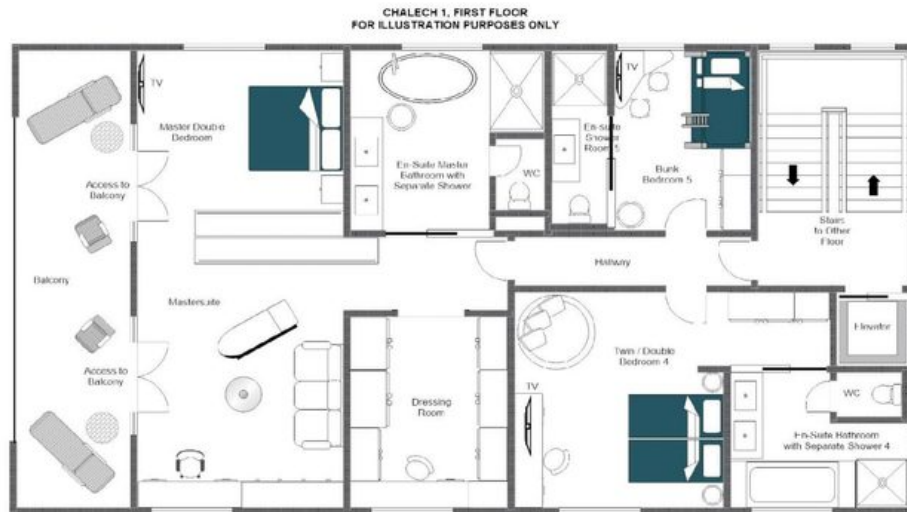 CHALECH 1, FIRST FLOOR
FOR ILLUSTRATION PURPOSES ONLY
TV
Master Double
Bedroom
Access to
Balcony
Balcony
Mastersuite
Access to
Balcony
En-Suite Master
Bathroom with
Separate Shower
WC
En-suite
Shower
Room 5
TV
Bunk
Bedroom 5
Stairs
to Other
Floor
Hallway
Elevator
Dressing
Room
Twin / Double
Bedroom 4
TV
WC
En-Suite Bathroom
with Separate Shower 4